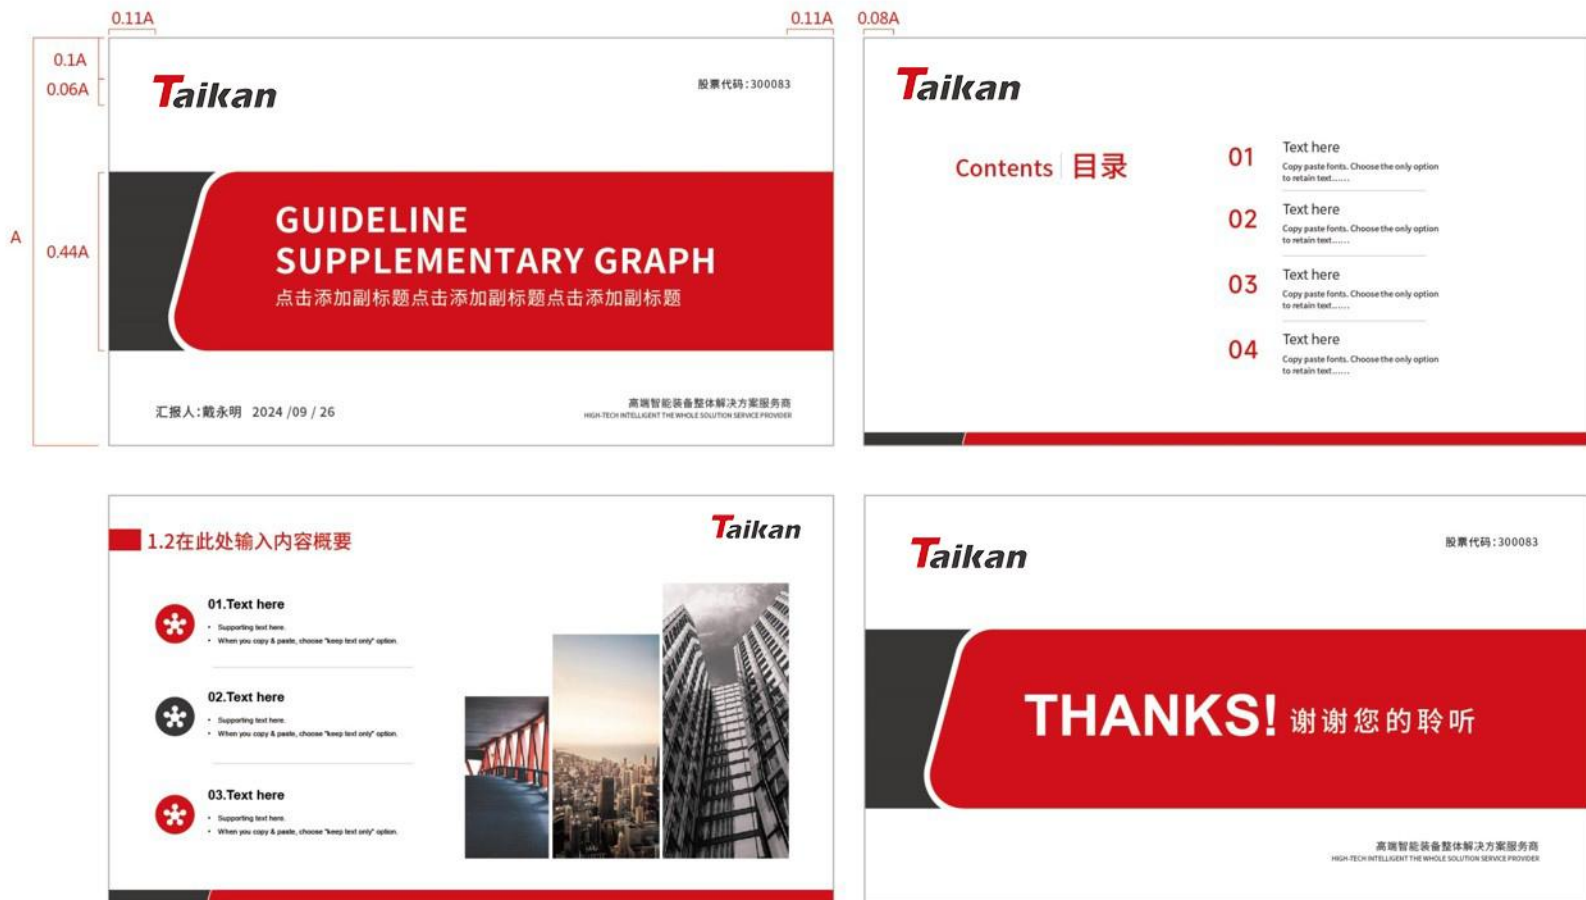 0.11A
0.11A
0.08A
0.1A
0.06A
A
0.44A
Taikan
股票代码:300083
GUIDELINE
SUPPLEMENTARY GRAPH
点击添加副标题点击添加副标题点击添加副标题
汇报人:戴永明 2024 /09 / 26
高端智能装备整体解决方案服务商
HIGH-TECH INTELLIGENT THE WHOLE SOLUTION SERVICE PROVIDER
Taikan
Contents 目录
01
Text here
Copy paste fonts. Choose the only option
to retain text......
02
Text here
Copy paste fonts. Choose the only option
to retain text......
03
Text here
Copy paste fonts. Choose the only option
to retain text......
04
Text here
Copy paste fonts. Choose the only option
to retain text......
1.2在此处输入内容概要
Taikan
01.Text here
• Supporting text here.
• When you copy & paste, choose "keep text only" option.
02.Text here
• Supporting text here.
• When you copy & paste, choose "keep text only" option.
03.Text here
• Supporting text here.
• When you copy & paste, choose "keep text only" option.
Taikan
股票代码:300083
THANKS! 谢谢您的聆听
高端智能装备整体解决方案服务商
HIGH-TECH INTELLIGENT THE WHOLE SOLUTION SERVICE PROVIDER